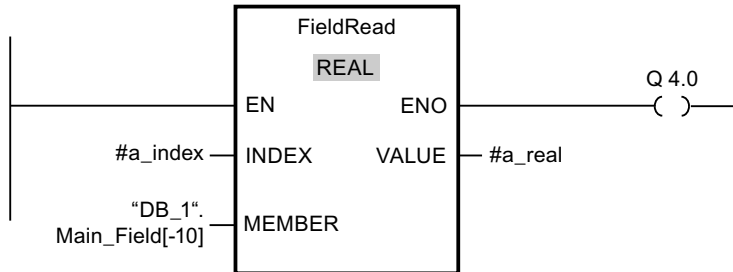 FieldRead
REAL
Q 4.0
EN ENO
( )
#a_index INDEX VALUE #a_real
“DB_1“.
Main_Field[-10] MEMBER